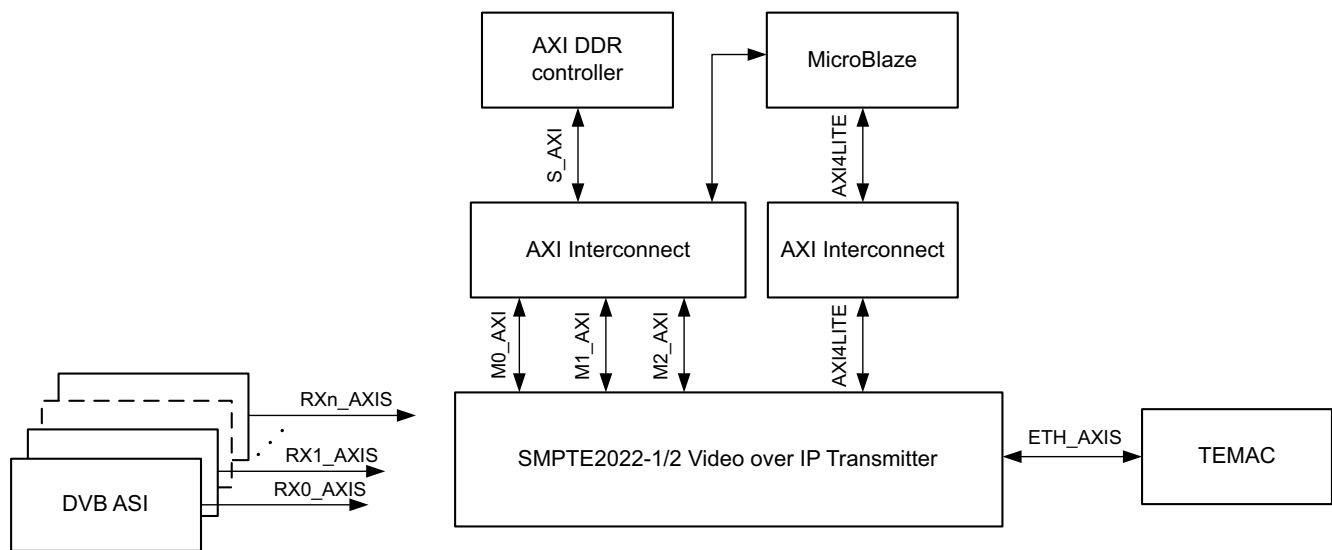 AXI DDR
controller
MicroBlaze
S_AXI
AXI4LITE
AXI Interconnect
AXI Interconnect
M0_AXI
M1_AXI
M2_AXI
AXI4LITE
RXn_AXIS
RX1_AXIS
RX0_AXIS
DVB ASI
SMPTE2022-1/2 Video over IP Transmitter
ETH_AXIS
TEMAC